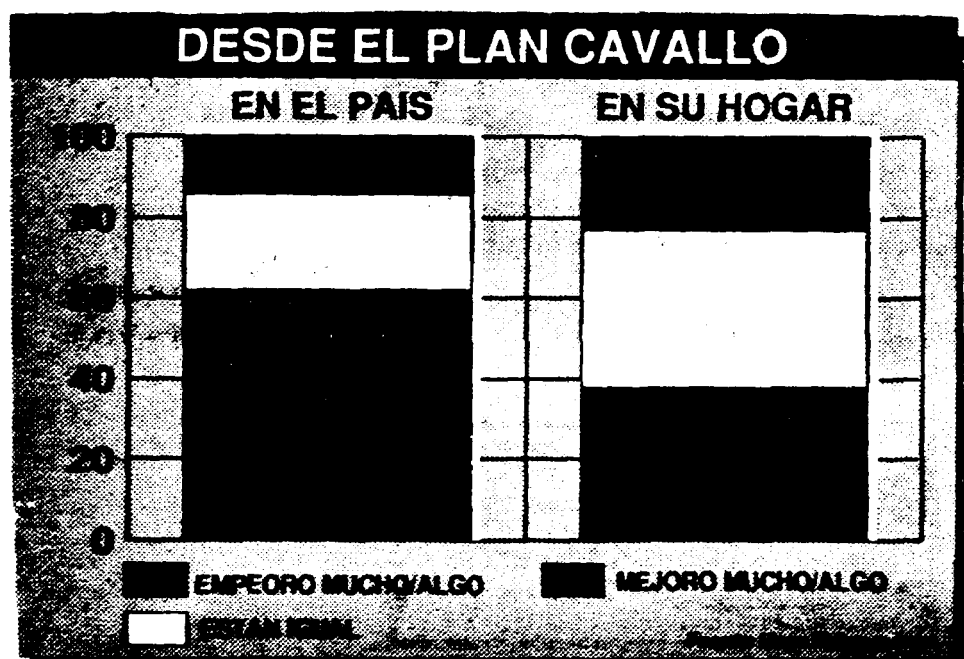 DESDE EL PLAN CAVALLO
EN EL PAIS
EN SU HOGAR
100
80
60
40
20
0
EMPEORO MUCHO/ALGO
MEJORO MUCHO/ALGO
ESTAN IGUAL